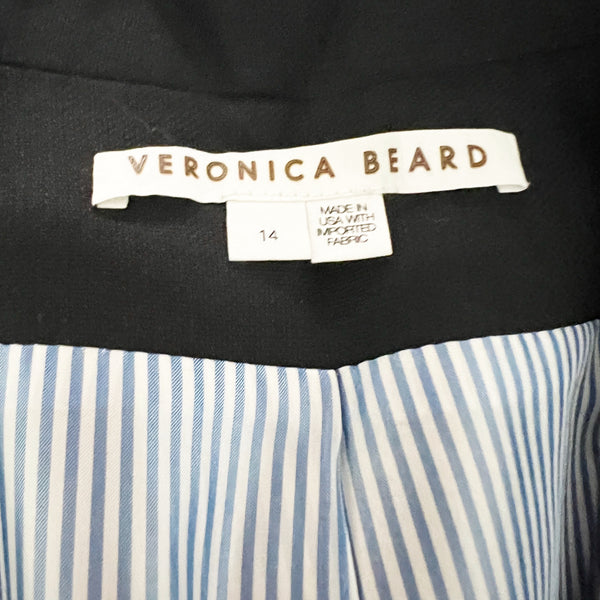 VERONICA BEARD
14
MADE IN
USA WITH
IMPORTED
FABRIC